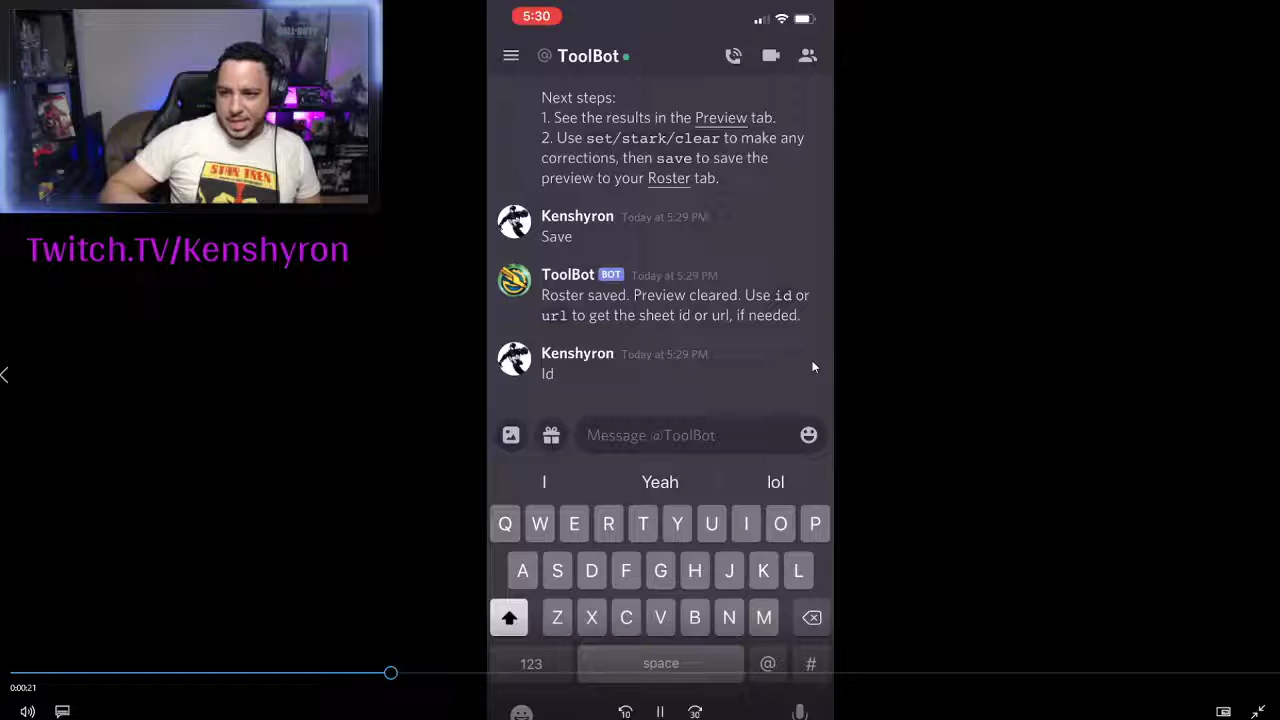 5:30
@ ToolBot
Next steps:
1. See the results in the Preview tab.
2. Use set/stark/clear to make any
corrections, then save to save the
preview to your Roster tab.
Kenshyron Today at 5:29 PM
Save
ToolBot BOT Today at 5:29 PM
Roster saved. Preview cleared. Use id or
url to get the sheet id or url, if needed.
Kenshyron Today at 5:29 PM
Id
Message @ToolBot
I Yeah lol
Q W E R T Y U I O P
A S D F G H J K L
Z X C V B N M
123 space @ #
STAR TREK
Twitch.TV/Kenshyron
0:00:21
10 30